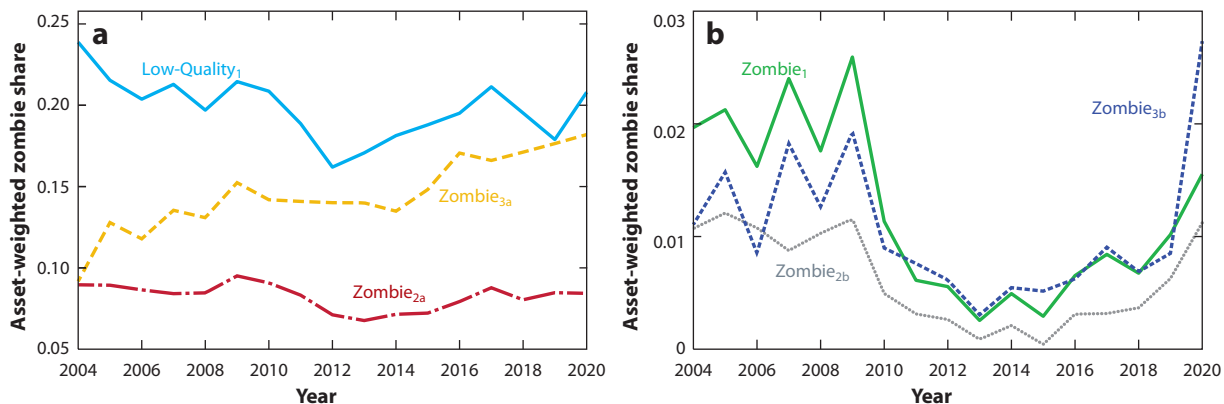 a
Asset-weighted zombie share
0.25
0.20
0.15
0.10
0.05
Low-Quality1
Zombie3a
Zombie2a
2004 2006 2008 2010 2012 2014 2016 2018 2020
Year
b
Asset-weighted zombie share
0.03
0.02
0.01
0
Zombie1
Zombie3b
Zombie2b
2004 2006 2008 2010 2012 2014 2016 2018 2020
Year